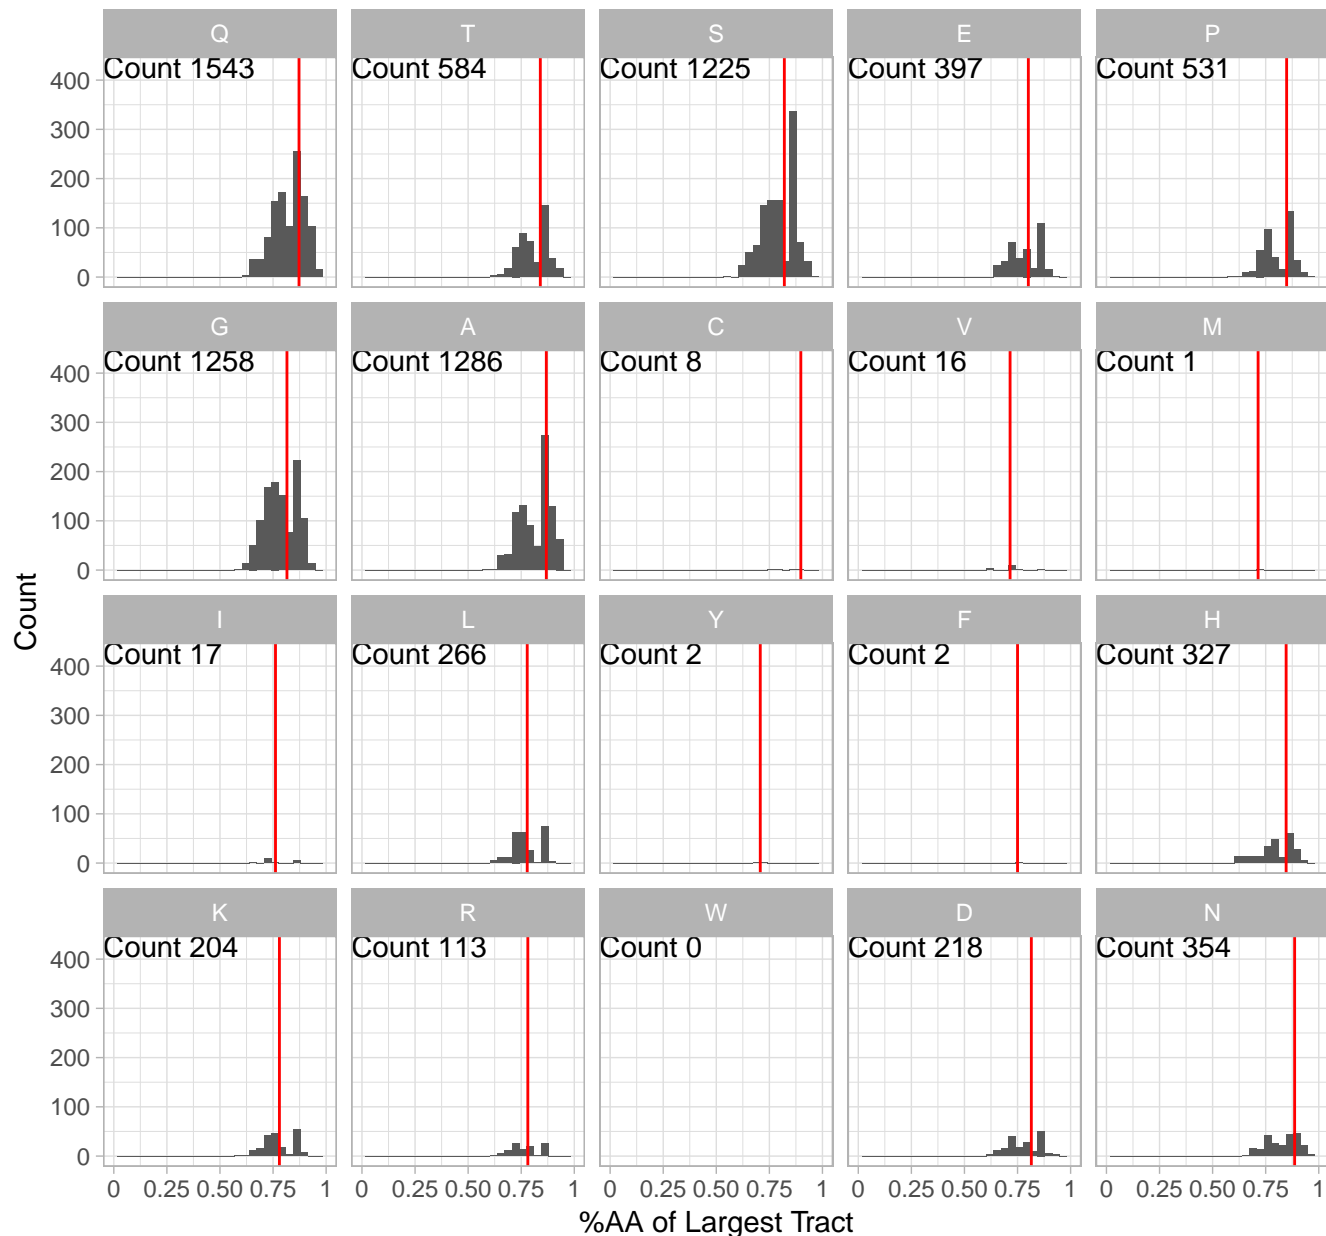 Q T S E P
Count 1543 Count 584 Count 1225 Count 397 Count 531
400
300
200
100
0
G A C V M
Count 1258 Count 1286 Count 8 Count 16 Count 1
400
300
200
100
0
Count
I L Y F H
Count 17 Count 266 Count 2 Count 2 Count 327
400
300
200
100
0
K R W D N
Count 204 Count 113 Count 0 Count 218 Count 354
400
300
200
100
0
0 0.25 0.50 0.75 1 0 0.25 0.50 0.75 1 0 0.25 0.50 0.75 1 0 0.25 0.50 0.75 1 0 0.25 0.50 0.75 1
%AA of Largest Tract